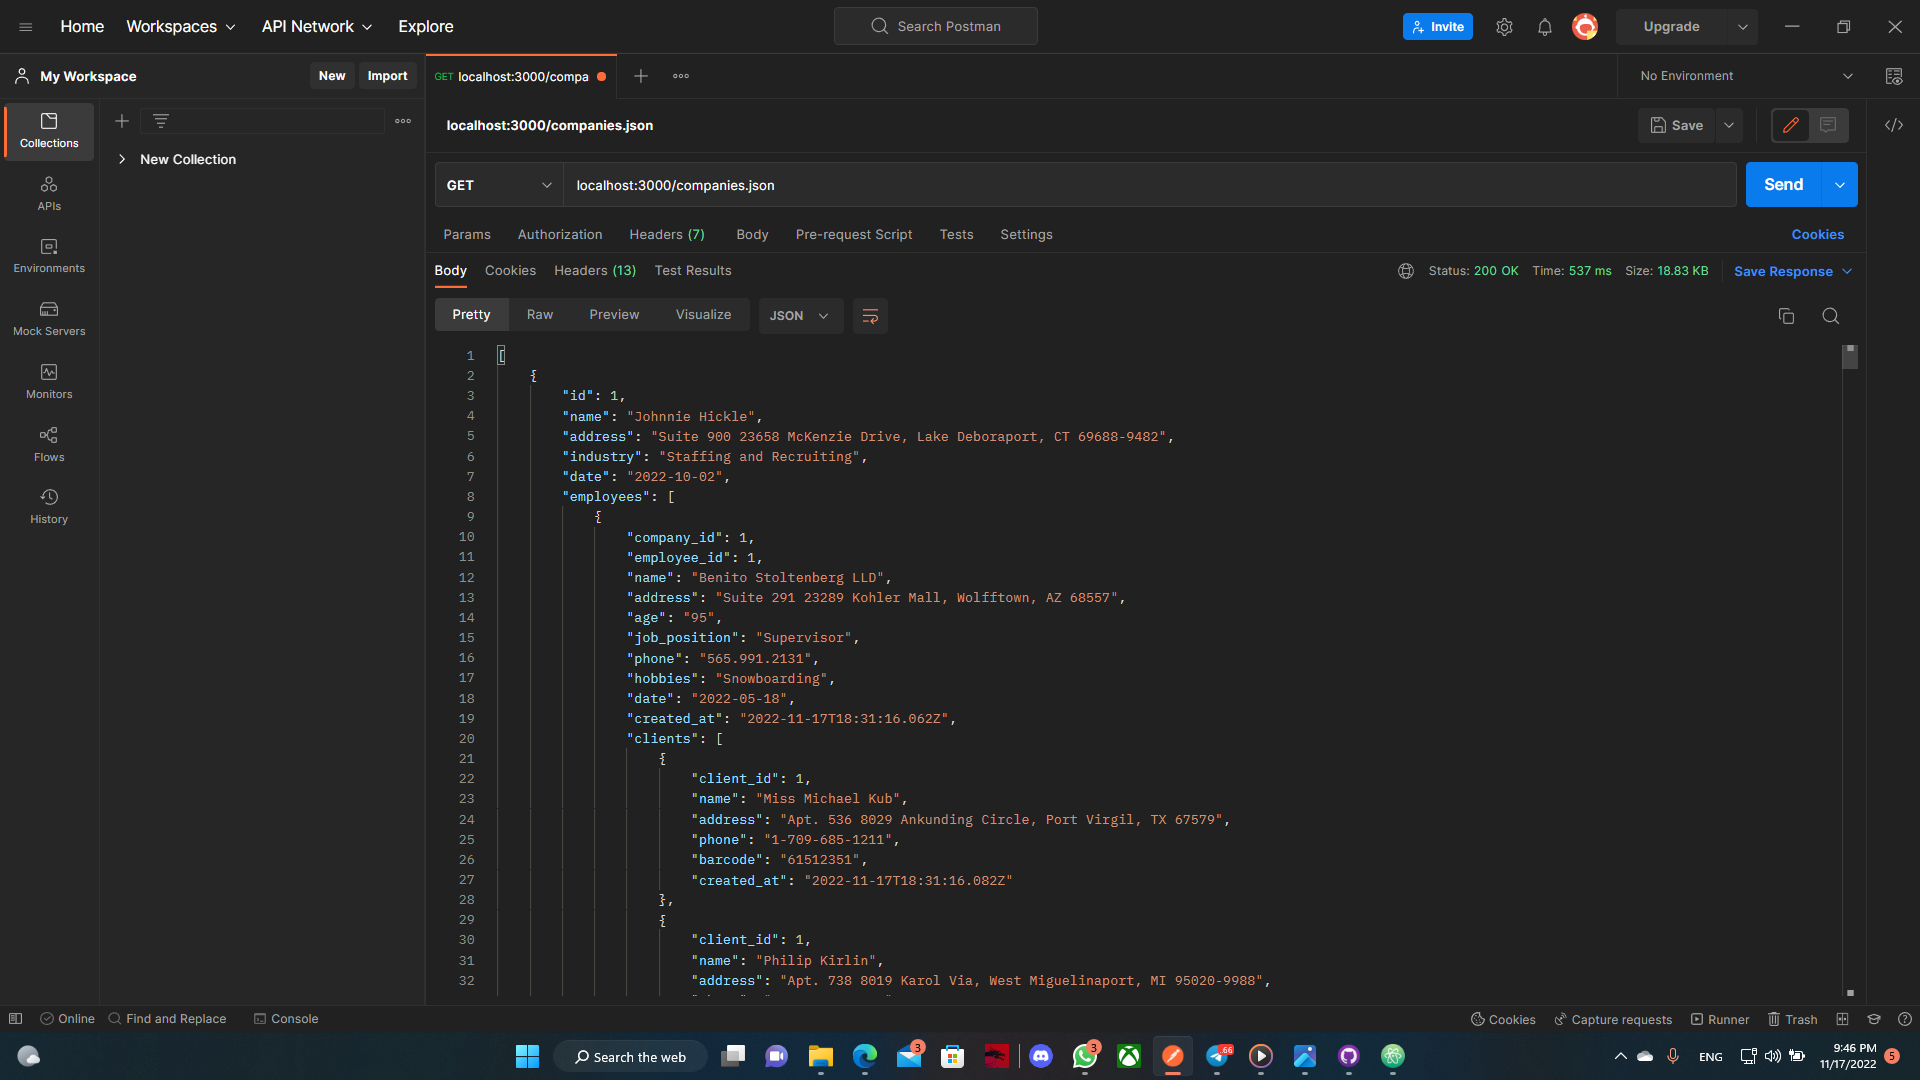 Home Workspaces API Network Explore Search Postman Invite Upgrade
My Workspace New Import GET localhost:3000/compa No Environment
localhost:3000/companies.json Save
Collections
New Collection
GET localhost:3000/companies.json Send
APIs
Params Authorization Headers (7) Body Pre-request Script Tests Settings Cookies
Environments
Body Cookies Headers (13) Test Results Status: 200 OK Time: 537 ms Size: 18.83 KB Save Response
Pretty Raw Preview Visualize JSON
Mock Servers
Monitors
Flows
History
1 [
2 {
3 "id": 1,
4 "name": "Johnnie Hickle",
5 "address": "Suite 900 23658 McKenzie Drive, Lake Deboraport, CT 69688-9482",
6 "industry": "Staffing and Recruiting",
7 "date": "2022-10-02",
8 "employees": [
9 {
10 "company_id": 1,
11 "employee_id": 1,
12 "name": "Benito Stoltenberg LLD",
13 "address": "Suite 291 23289 Kohler Mall, Wolfftown, AZ 68557",
14 "age": "95",
15 "job_position": "Supervisor",
16 "phone": "565.991.2131",
17 "hobbies": "Snowboarding",
18 "date": "2022-05-18",
19 "created_at": "2022-11-17T18:31:16.062Z",
20 "clients": [
21 {
22 "client_id": 1,
23 "name": "Miss Michael Kub",
24 "address": "Apt. 536 8029 Ankunding Circle, Port Virgil, TX 67579",
25 "phone": "1-709-685-1211",
26 "barcode": "61512351",
27 "created_at": "2022-11-17T18:31:16.082Z"
28 },
29 {
30 "client_id": 1,
31 "name": "Philip Kirlin",
32 "address": "Apt. 738 8019 Karol Via, West Miguelinaport, MI 95020-9988",
Online Find and Replace Console Cookies Capture requests Runner Trash
Search the web 3 3 .66 ENG 9:46 PM 5
11/17/2022